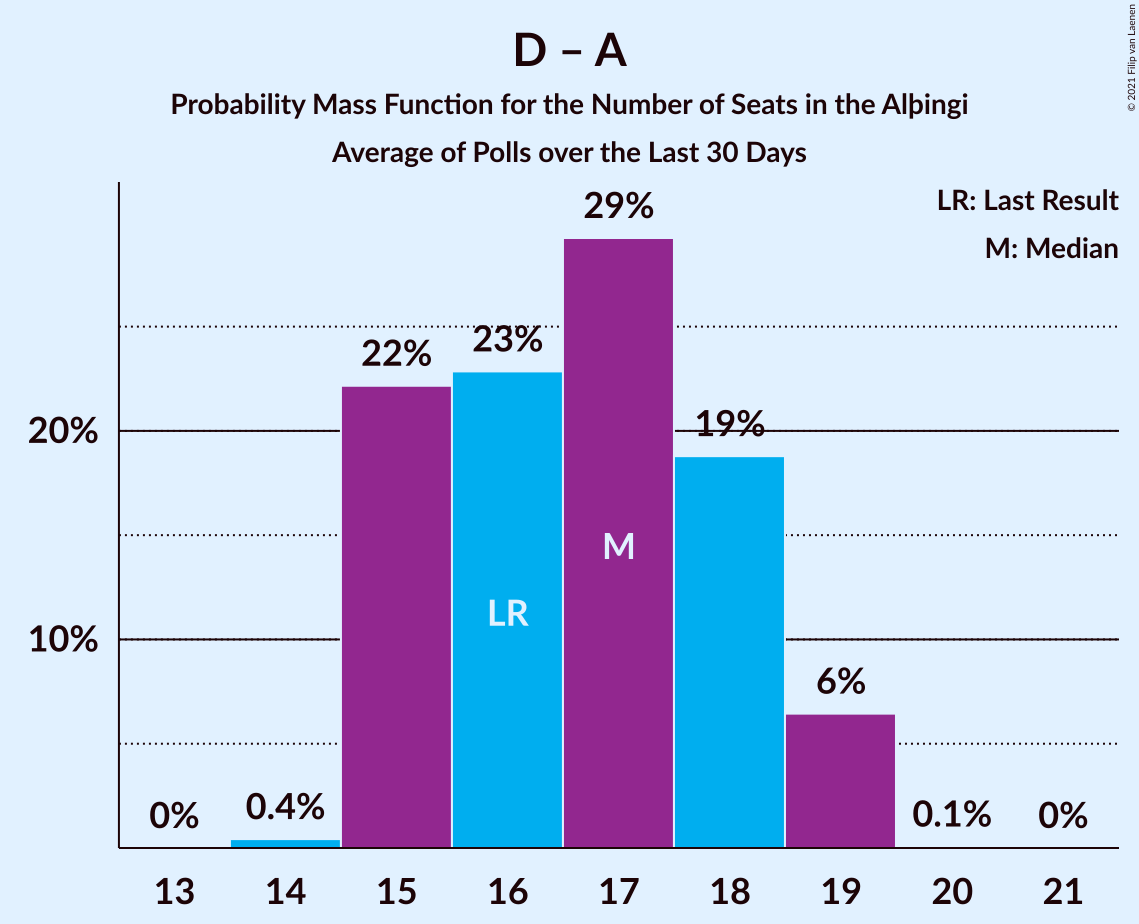 D – A
Probability Mass Function for the Number of Seats in the Alþingi
Average of Polls over the Last 30 Days
© 2021 Filip van Laenen
LR: Last Result
M: Median
29%
23%
22%
20%
19%
M
LR
10%
6%
0%
0.4%
0.1%
0%
13 14 15 16 17 18 19 20 21